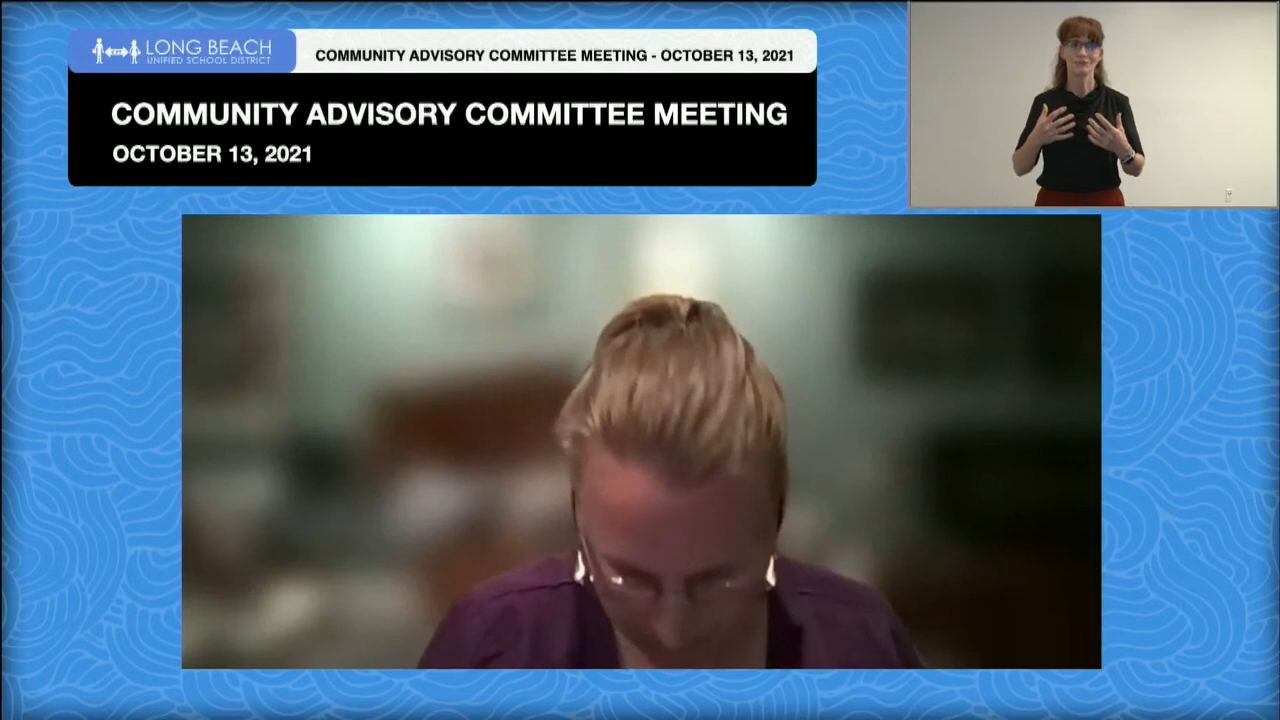 LONG BEACH
UNIFIED SCHOOL DISTRICT
COMMUNITY ADVISORY COMMITTEE MEETING - OCTOBER 13, 2021
COMMUNITY ADVISORY COMMITTEE MEETING
OCTOBER 13, 2021